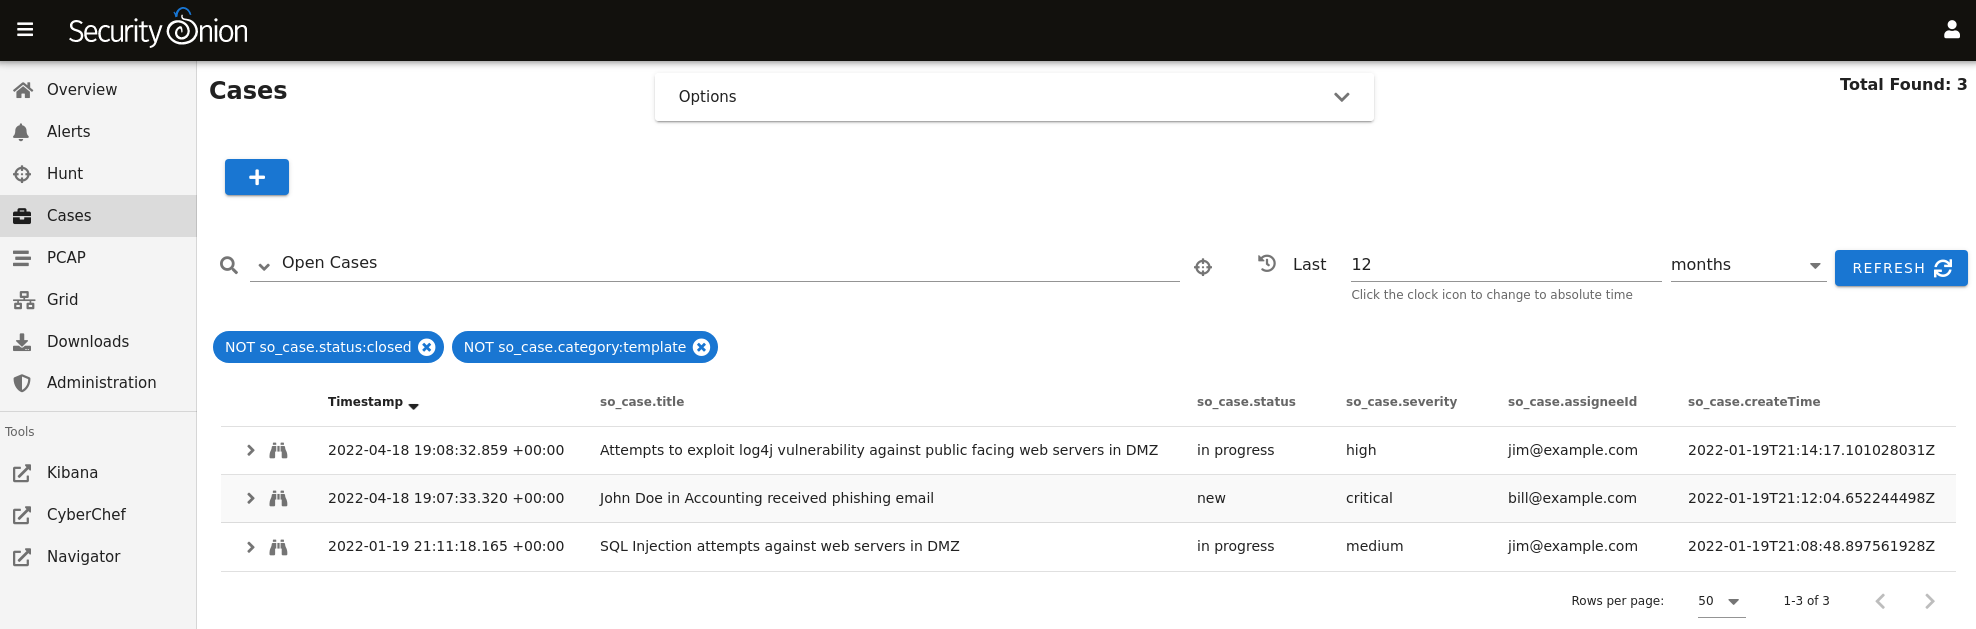 Security Onion
Overview
Alerts
Hunt
Cases
PCAP
Grid
Downloads
Administration
Tools
Kibana
CyberChef
Navigator
Cases
Options
Total Found: 3
Open Cases
Last 12 months
REFRESH
Click the clock icon to change to absolute time
NOT so_case.status:closed NOT so_case.category:template
Timestamp so_case.title so_case.status so_case.severity so_case.assigneeId so_case.createTime
2022-04-18 19:08:32.859 +00:00 Attempts to exploit log4j vulnerability against public facing web servers in DMZ in progress high jim@example.com 2022-01-19T21:14:17.101028031Z
2022-04-18 19:07:33.320 +00:00 John Doe in Accounting received phishing email new critical bill@example.com 2022-01-19T21:12:04.652244498Z
2022-01-19 21:11:18.165 +00:00 SQL Injection attempts against web servers in DMZ in progress medium jim@example.com 2022-01-19T21:08:48.897561928Z
Rows per page: 50 1-3 of 3